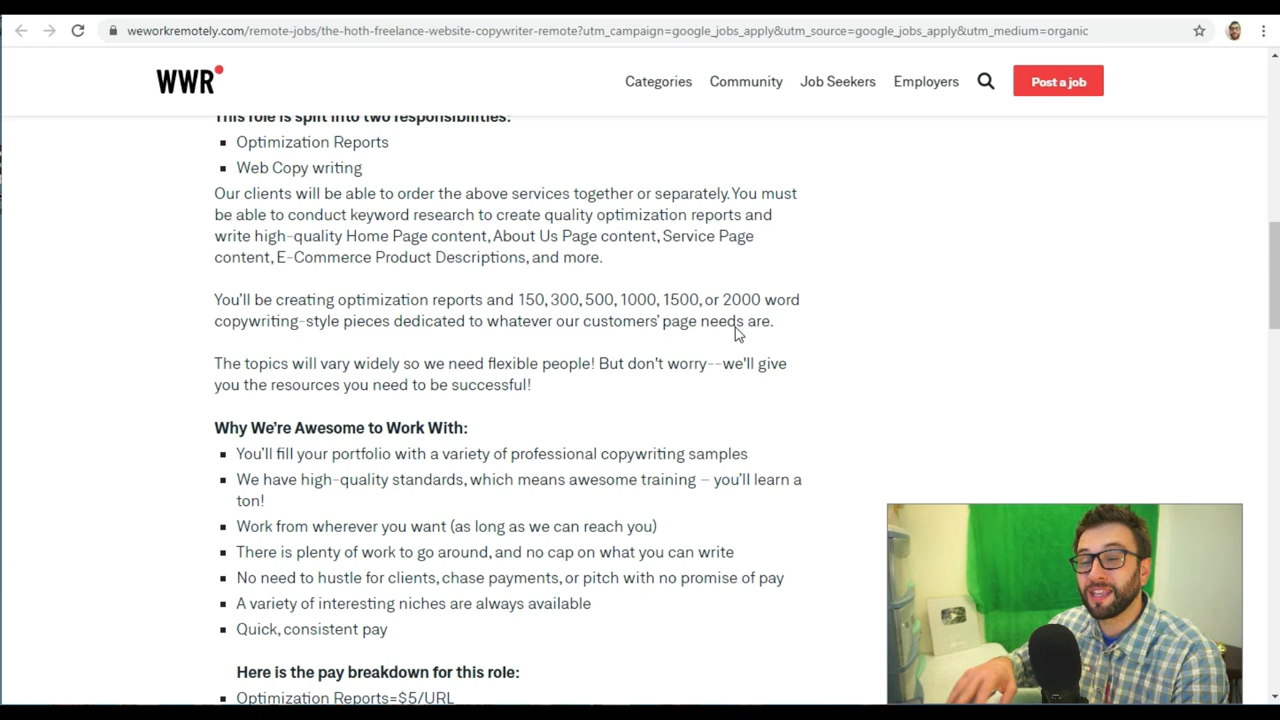 weworkremotely.com/remote-jobs/the-hoth-freelance-website-copywriter-remote?utm_campaign=google_jobs_apply&utm_source=google_jobs_apply&utm_medium=organic
WWR
Categories
Community
Job Seekers
Employers
Post a job
This role is split into two responsibilities:
Optimization Reports
Web Copy writing
Our clients will be able to order the above services together or separately. You must
be able to conduct keyword research to create quality optimization reports and
write high-quality Home Page content, About Us Page content, Service Page
content, E-Commerce Product Descriptions, and more.
You'll be creating optimization reports and 150, 300, 500, 1000, 1500, or 2000 word
copywriting-style pieces dedicated to whatever our customers' page needs are.
The topics will vary widely so we need flexible people! But don't worry--we'll give
you the resources you need to be successful!
Why We're Awesome to Work With:
You'll fill your portfolio with a variety of professional copywriting samples
We have high-quality standards, which means awesome training – you'll learn a
ton!
Work from wherever you want (as long as we can reach you)
There is plenty of work to go around, and no cap on what you can write
No need to hustle for clients, chase payments, or pitch with no promise of pay
A variety of interesting niches are always available
Quick, consistent pay
Here is the pay breakdown for this role:
Optimization Reports=$5/URL